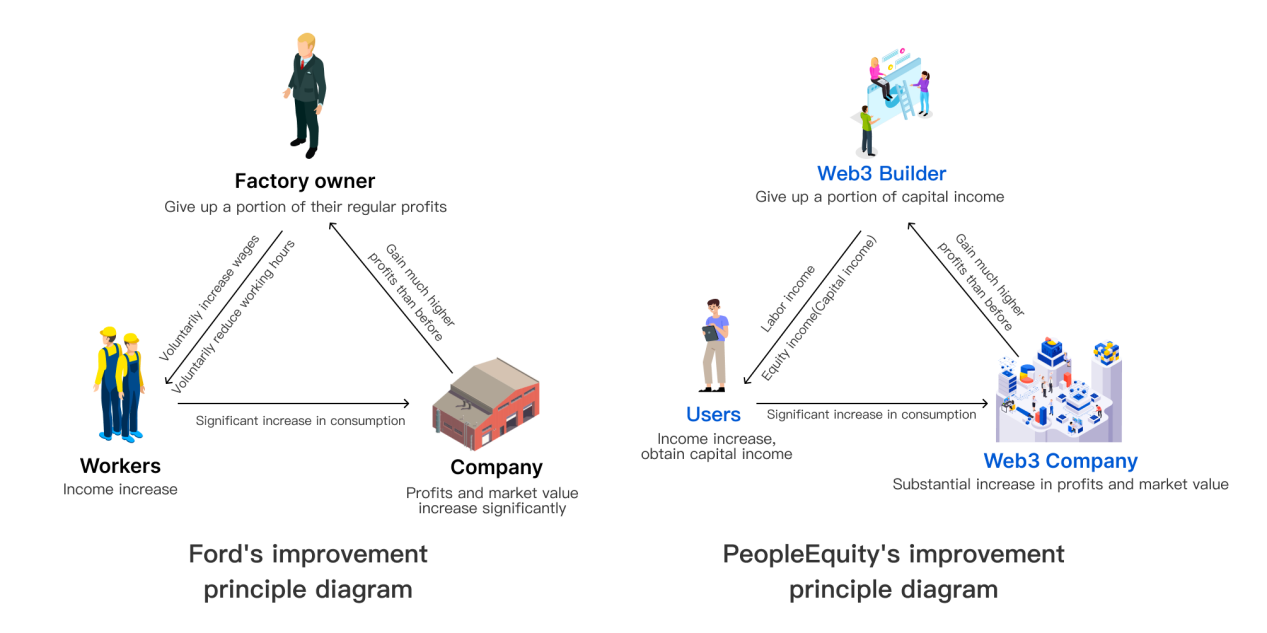 Factory owner
Give up a portion of their regular profits
Voluntarily increase wages
Voluntarily reduce working hours
Gain much higher
profits than before
Workers
Income increase
Significant increase in consumption
Company
Profits and market value
increase significantly
Ford's improvement
principle diagram
Web3 Builder
Give up a portion of capital income
Labor income
Equity income(Capital income)
Gain much higher
profits than before
Users
Income increase,
obtain capital income
Significant increase in consumption
Web3 Company
Substantial increase in profits and market value
PeopleEquity's improvement
principle diagram